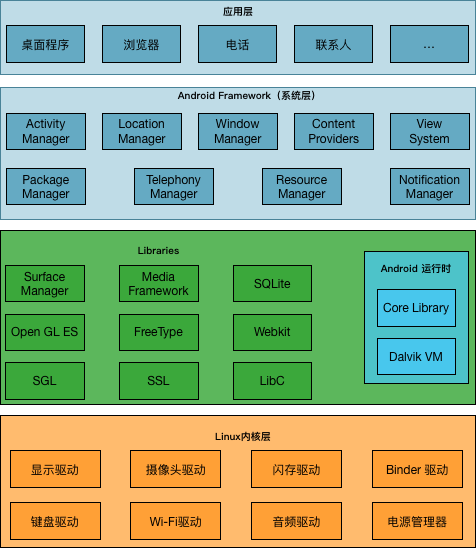 应用层
桌面程序
浏览器
电话
联系人
...
Android Framework（系统层）
Activity
Manager
Location
Manager
Window
Manager
Content
Providers
View
System
Package
Manager
Telephony
Manager
Resource
Manager
Notification
Manager
Libraries
Surface
Manager
Media
Framework
SQLite
Open GL ES
FreeType
Webkit
SGL
SSL
LibC
Android 运行时
Core Library
Dalvik VM
Linux内核层
显示驱动
摄像头驱动
闪存驱动
Binder 驱动
键盘驱动
Wi-Fi驱动
音频驱动
电源管理器